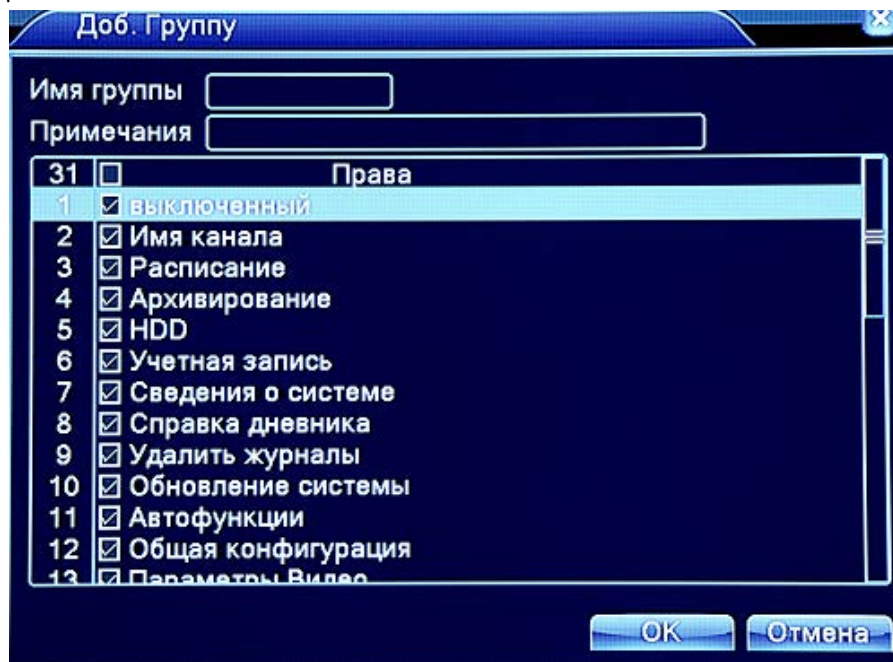 Доб. Группу
Имя группы
Примечания
31 Права
1 выключенный
2 Имя канала
3 Расписание
4 Архивирование
5 HDD
6 Учетная запись
7 Сведения о системе
8 Справка дневника
9 Удалить журналы
10 Обновление системы
11 Автофункции
12 Общая конфигурация
13 Параметры Видео
OK Отмена